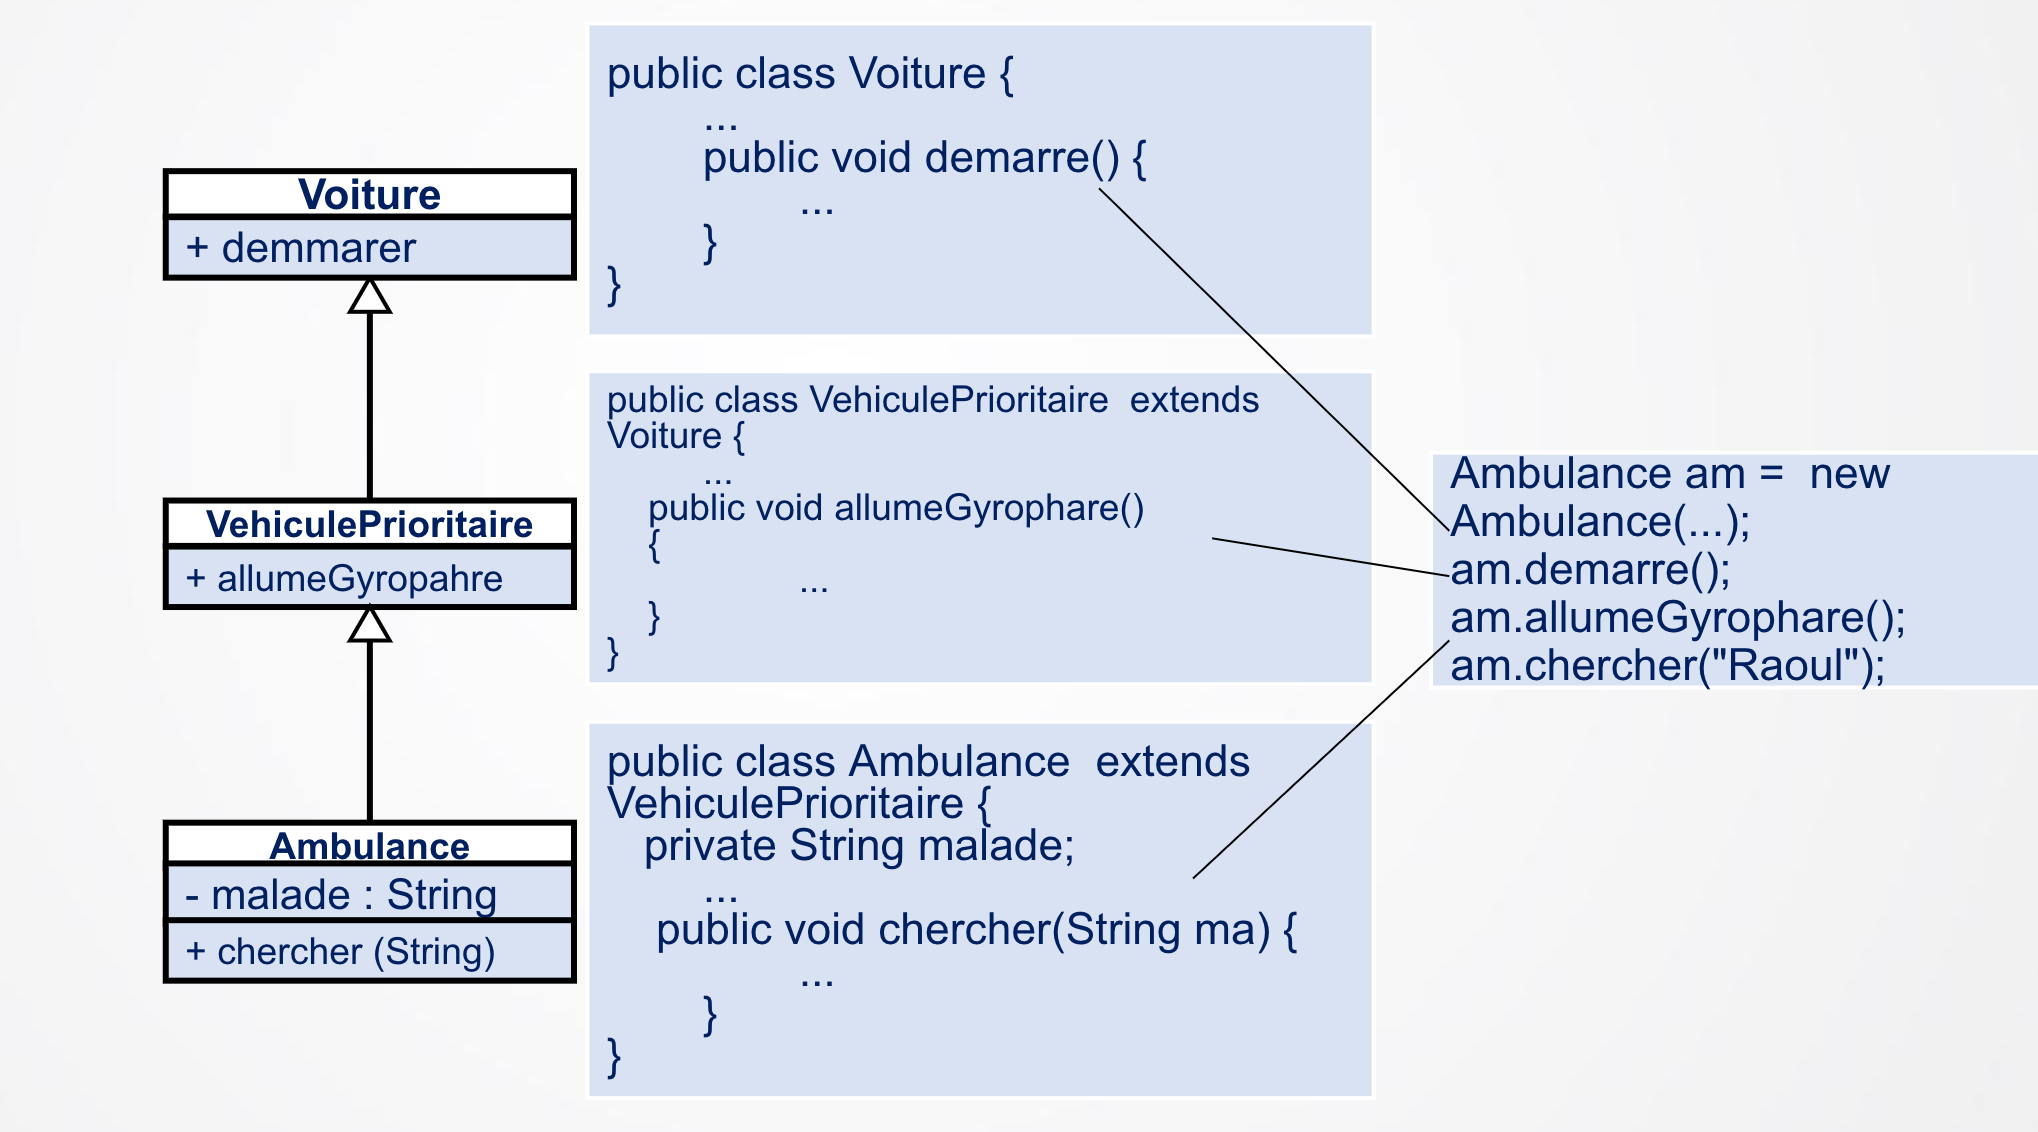 Voiture
+ demmarer
VehiculePrioritaire
+ allumeGyropahre
Ambulance
- malade : String
+ chercher (String)
public class Voiture {
...
public void demarre() {
...
}
}
public class VehiculePrioritaire  extends
Voiture {
...
public void allumeGyrophare()
{
...
}
}
public class Ambulance  extends
VehiculePrioritaire {
private String malade;
...
public void chercher(String ma) {
...
}
}
Ambulance am =  new
Ambulance(...);
am.demarre();
am.allumeGyrophare();
am.chercher("Raoul");